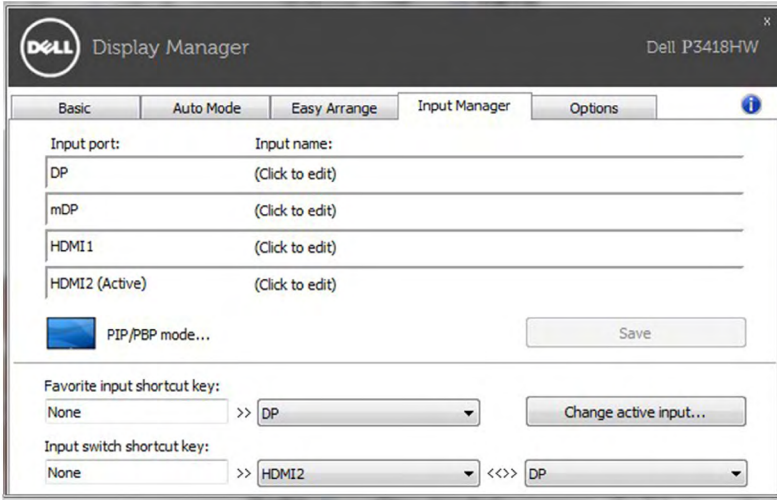 DELL Display Manager Dell P3418HW x
Basic Auto Mode Easy Arrange Input Manager Options i
Input port: Input name:
DP (Click to edit)
mDP (Click to edit)
HDMI1 (Click to edit)
HDMI2 (Active) (Click to edit)
PIP/PBP mode... Save
Favorite input shortcut key:
None >> DP Change active input...
Input switch shortcut key:
None >> HDMI2 <<>> DP